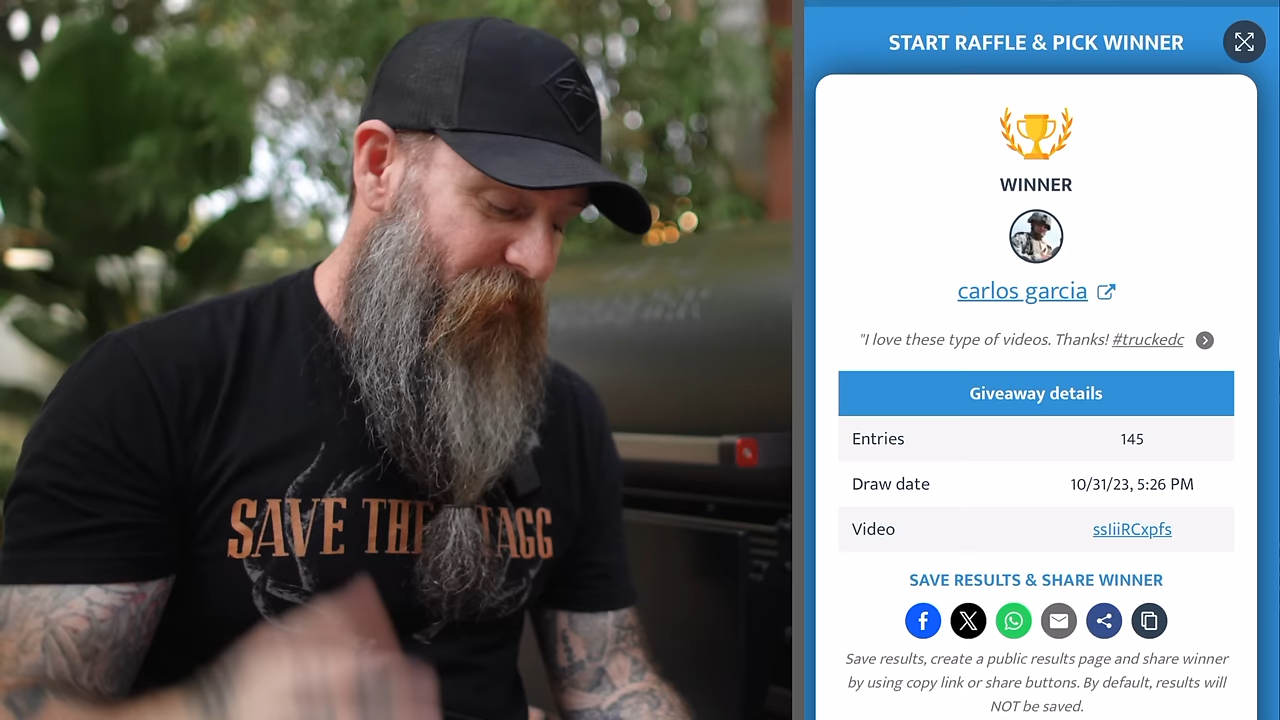 SAVE THE TAGG
START RAFFLE & PICK WINNER
WINNER
carlos garcia
"I love these type of videos. Thanks! #truckedc
Giveaway details
Entries 145
Draw date 10/31/23, 5:26 PM
Video ssIiiRCxpfs
SAVE RESULTS & SHARE WINNER
Save results, create a public results page and share winner
by using copy link or share buttons. By default, results will
NOT be saved.